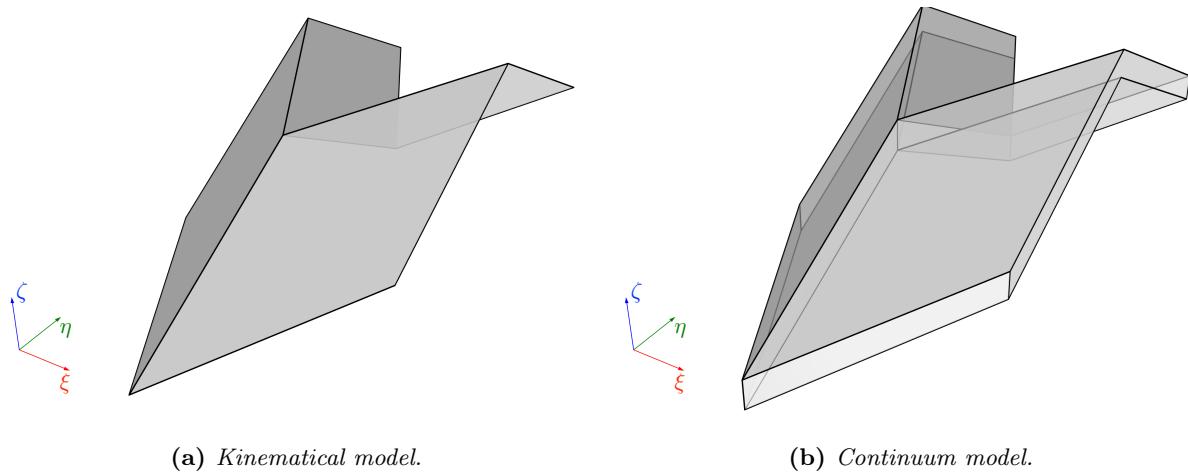 ζ
η
ξ
ζ
η
ξ
(a) Kinematical model.
(b) Continuum model.